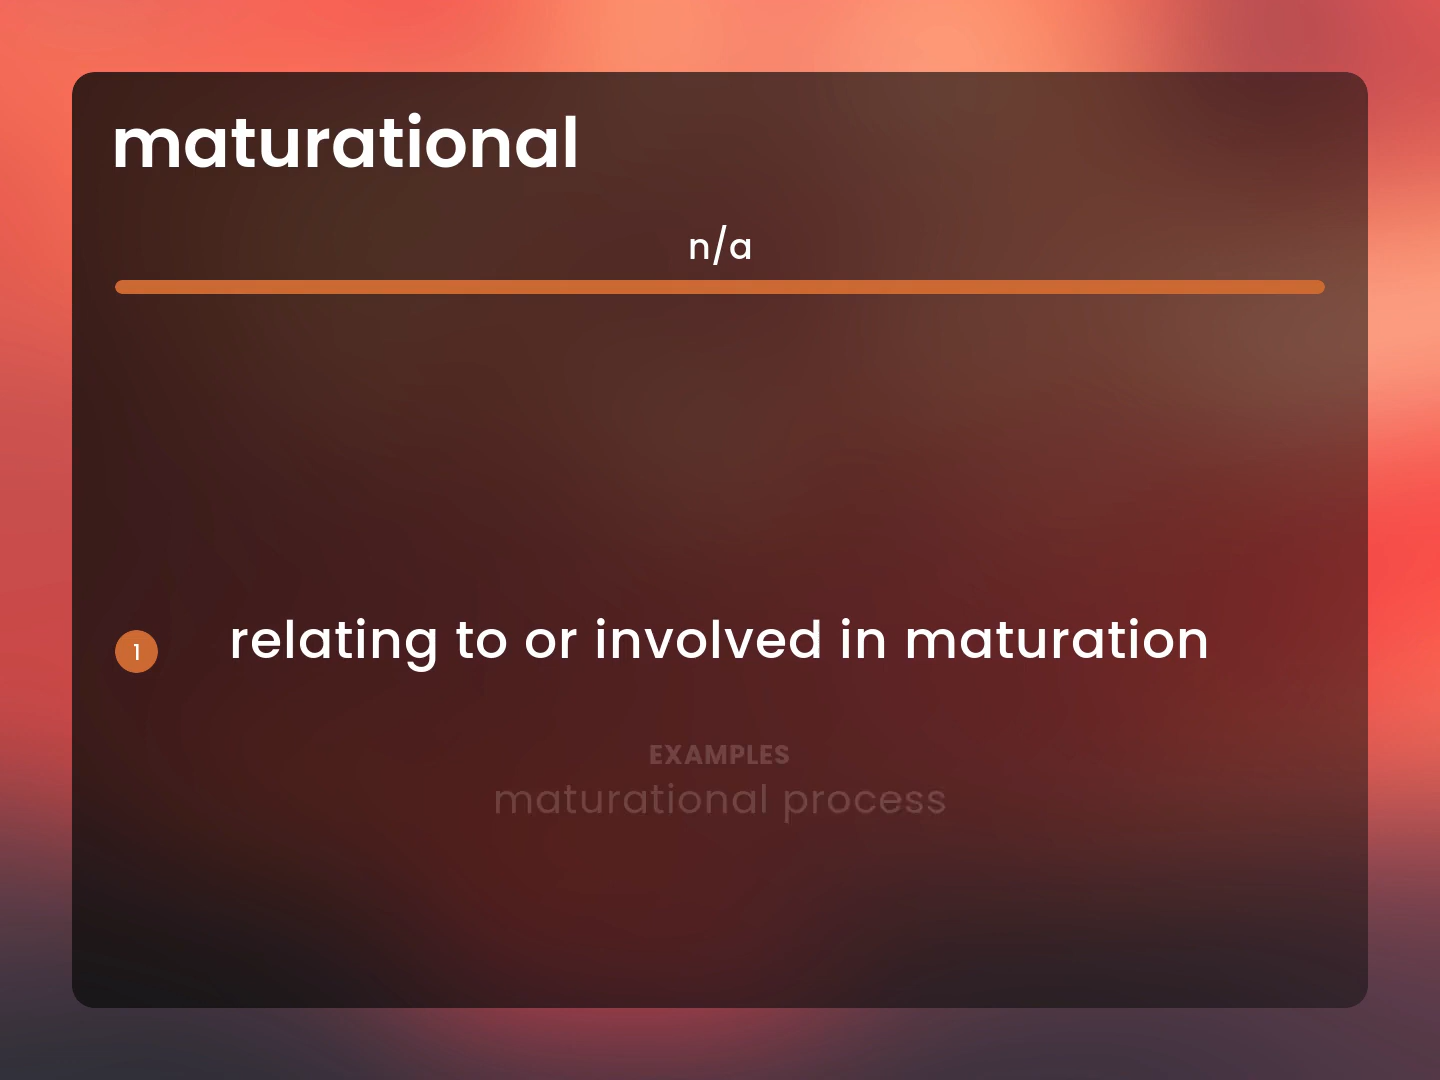 maturational
n/a
1 relating to or involved in maturation
EXAMPLES
maturational process